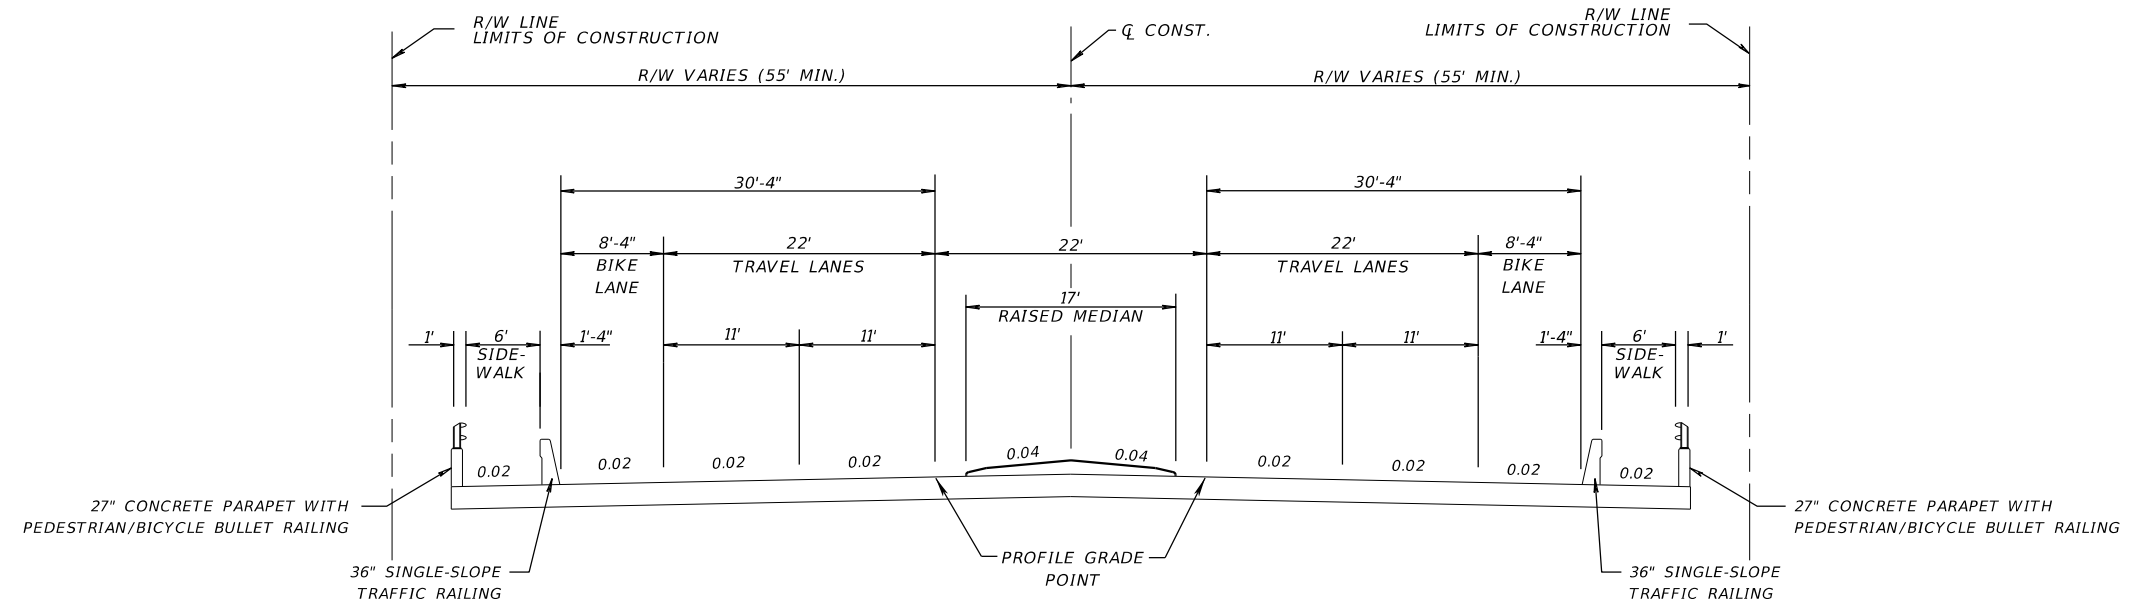 R/W LINE
LIMITS OF CONSTRUCTION
℄ CONST.
R/W LINE
LIMITS OF CONSTRUCTION
R/W VARIES (55' MIN.)
R/W VARIES (55' MIN.)
30'-4"
30'-4"
8'-4"
BIKE
LANE
22'
TRAVEL LANES
22'
22'
TRAVEL LANES
8'-4"
BIKE
LANE
17'
RAISED MEDIAN
1'
6'
SIDE-
WALK
1'-4"
11'
11'
11'
11'
1'-4"
6'
SIDE-
WALK
1'
0.02
0.02
0.02
0.02
0.04
0.04
0.02
0.02
0.02
0.02
27" CONCRETE PARAPET WITH
PEDESTRIAN/BICYCLE BULLET RAILING
36" SINGLE-SLOPE
TRAFFIC RAILING
PROFILE GRADE
POINT
27" CONCRETE PARAPET WITH
PEDESTRIAN/BICYCLE BULLET RAILING
36" SINGLE-SLOPE
TRAFFIC RAILING